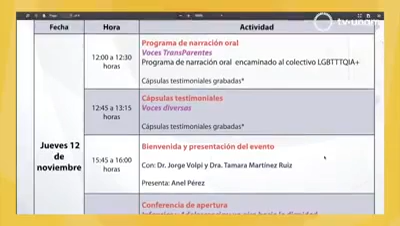 tv·unam
Fecha Hora Actividad
Jueves 12 de noviembre
12:00 a 12:30 horas
Programa de narración oral
Voces TransParentes
Programa de narración oral encaminado al colectivo LGBTTTQIA+
Cápsulas testimoniales grabadas*
12:45 a 13:15 horas
Cápsulas testimoniales
Voces diversas
Cápsulas testimoniales grabadas*
15:45 a 16:00 horas
Bienvenida y presentación del evento
Con: Dr. Jorge Volpi y Dra. Tamara Martínez Ruiz
Presenta: Anel Pérez
Conferencia de apertura